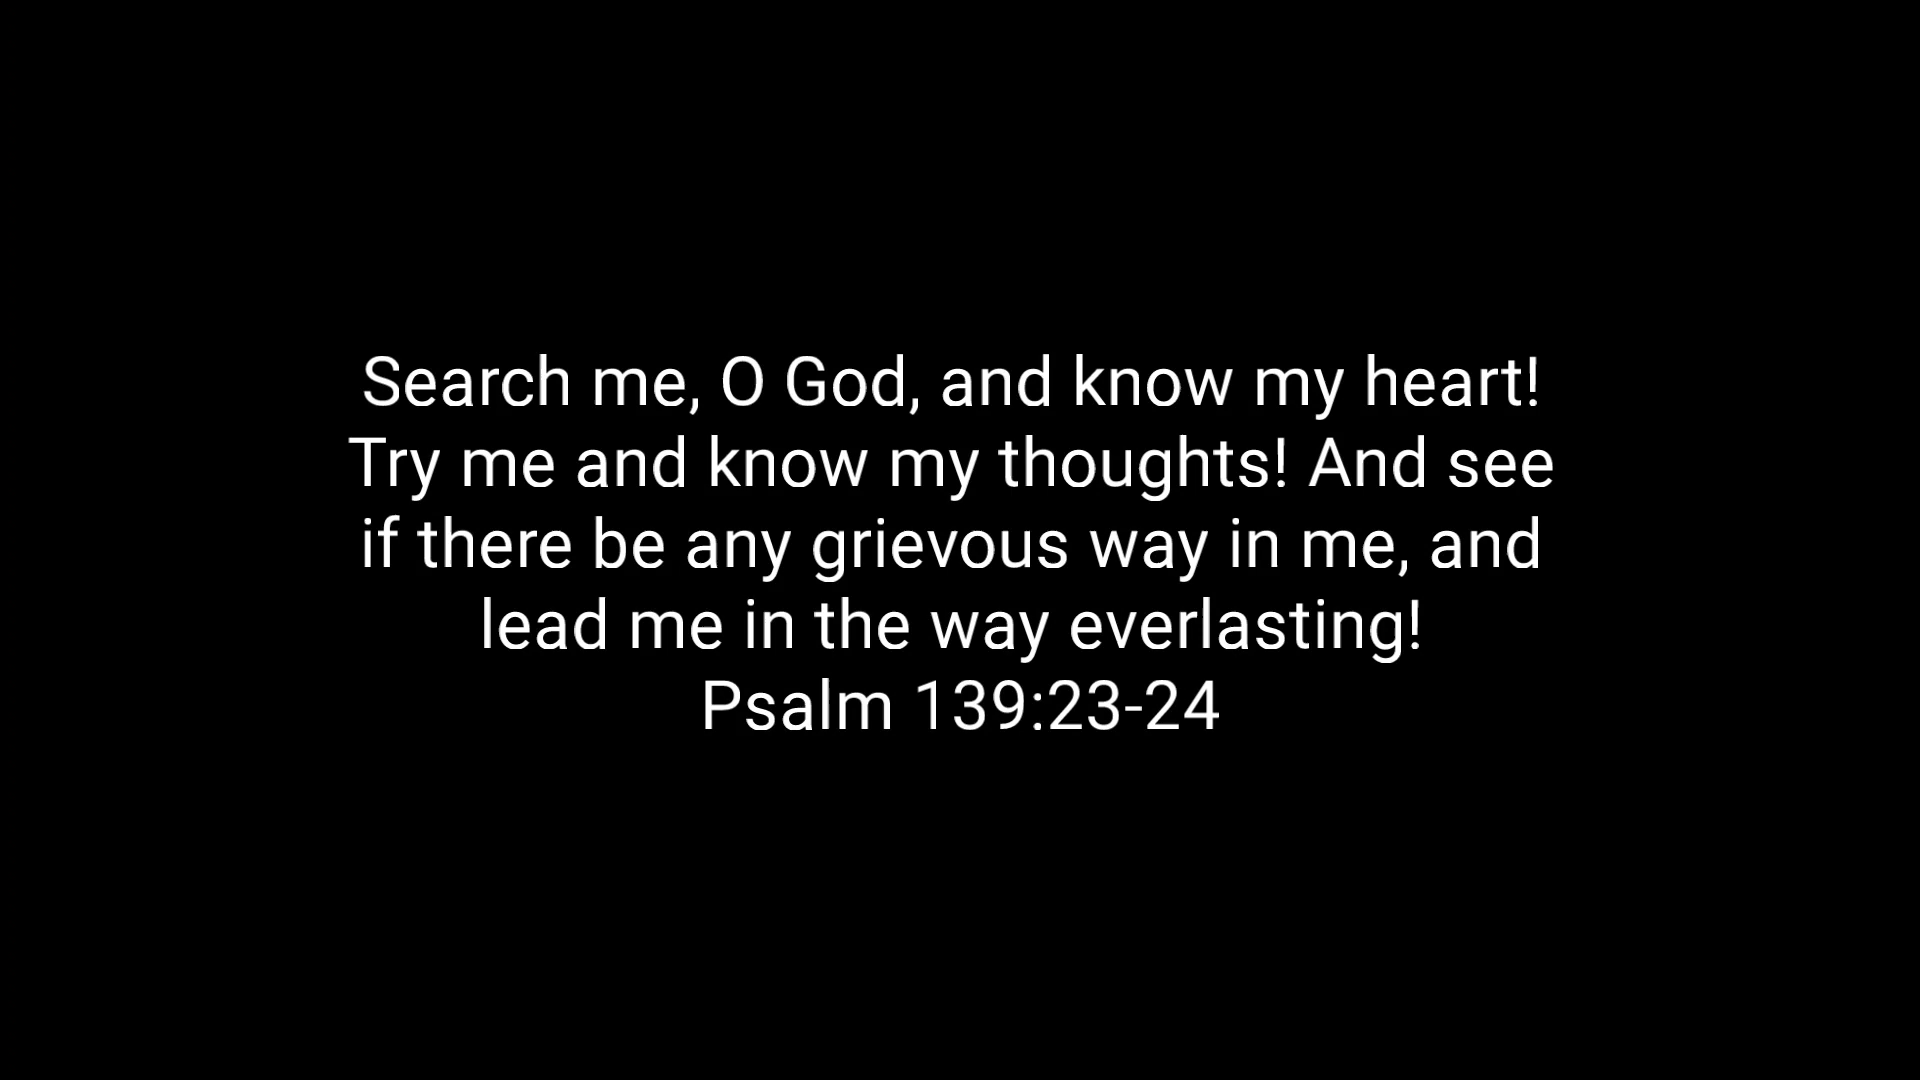 Search me, O God, and know my heart!
Try me and know my thoughts! And see
if there be any grievous way in me, and
lead me in the way everlasting!
Psalm 139:23-24